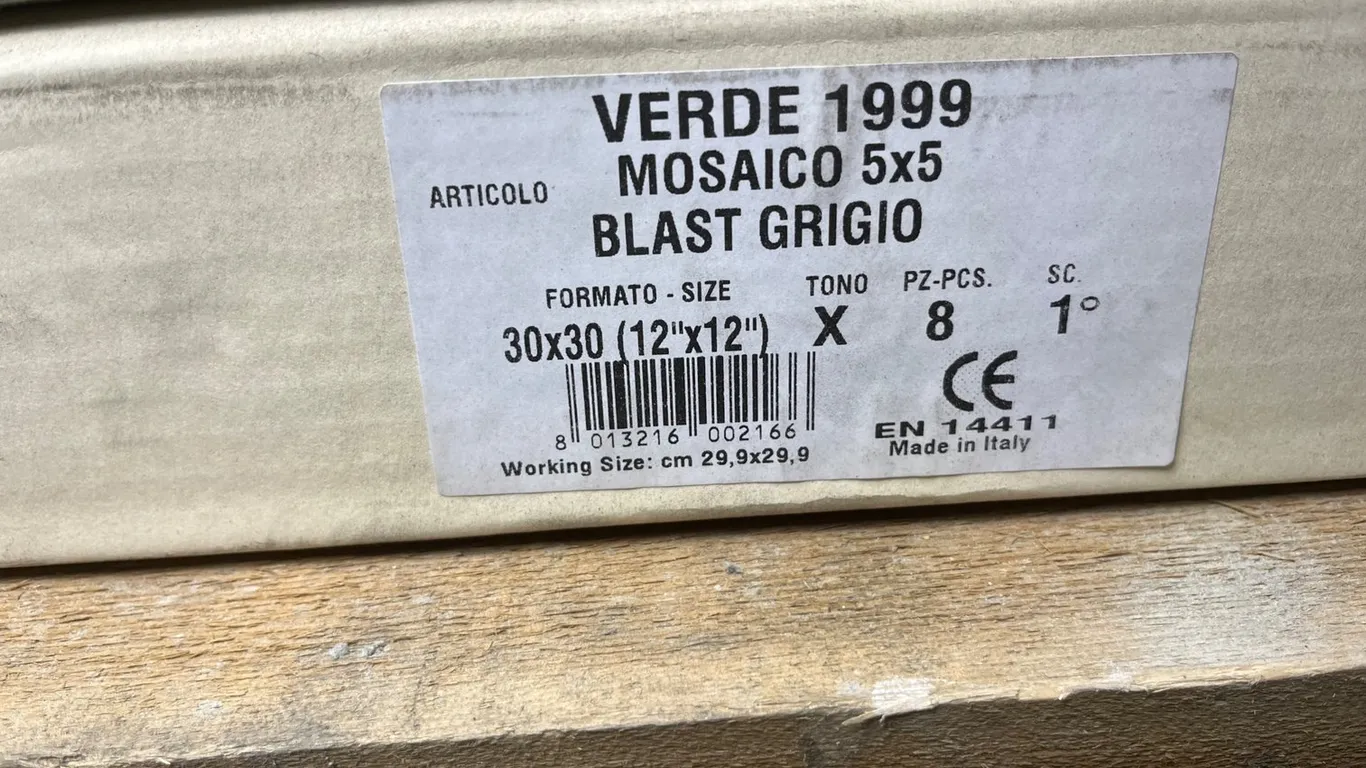 VERDE 1999
ARTICOLO MOSAICO 5x5
BLAST GRIGIO
FORMATO - SIZE TONO PZ-PCS. SC.
30x30 (12"x12") X 8 1°
CE
8 013216 002166
EN 14411
Working Size: cm 29,9x29,9 Made in Italy